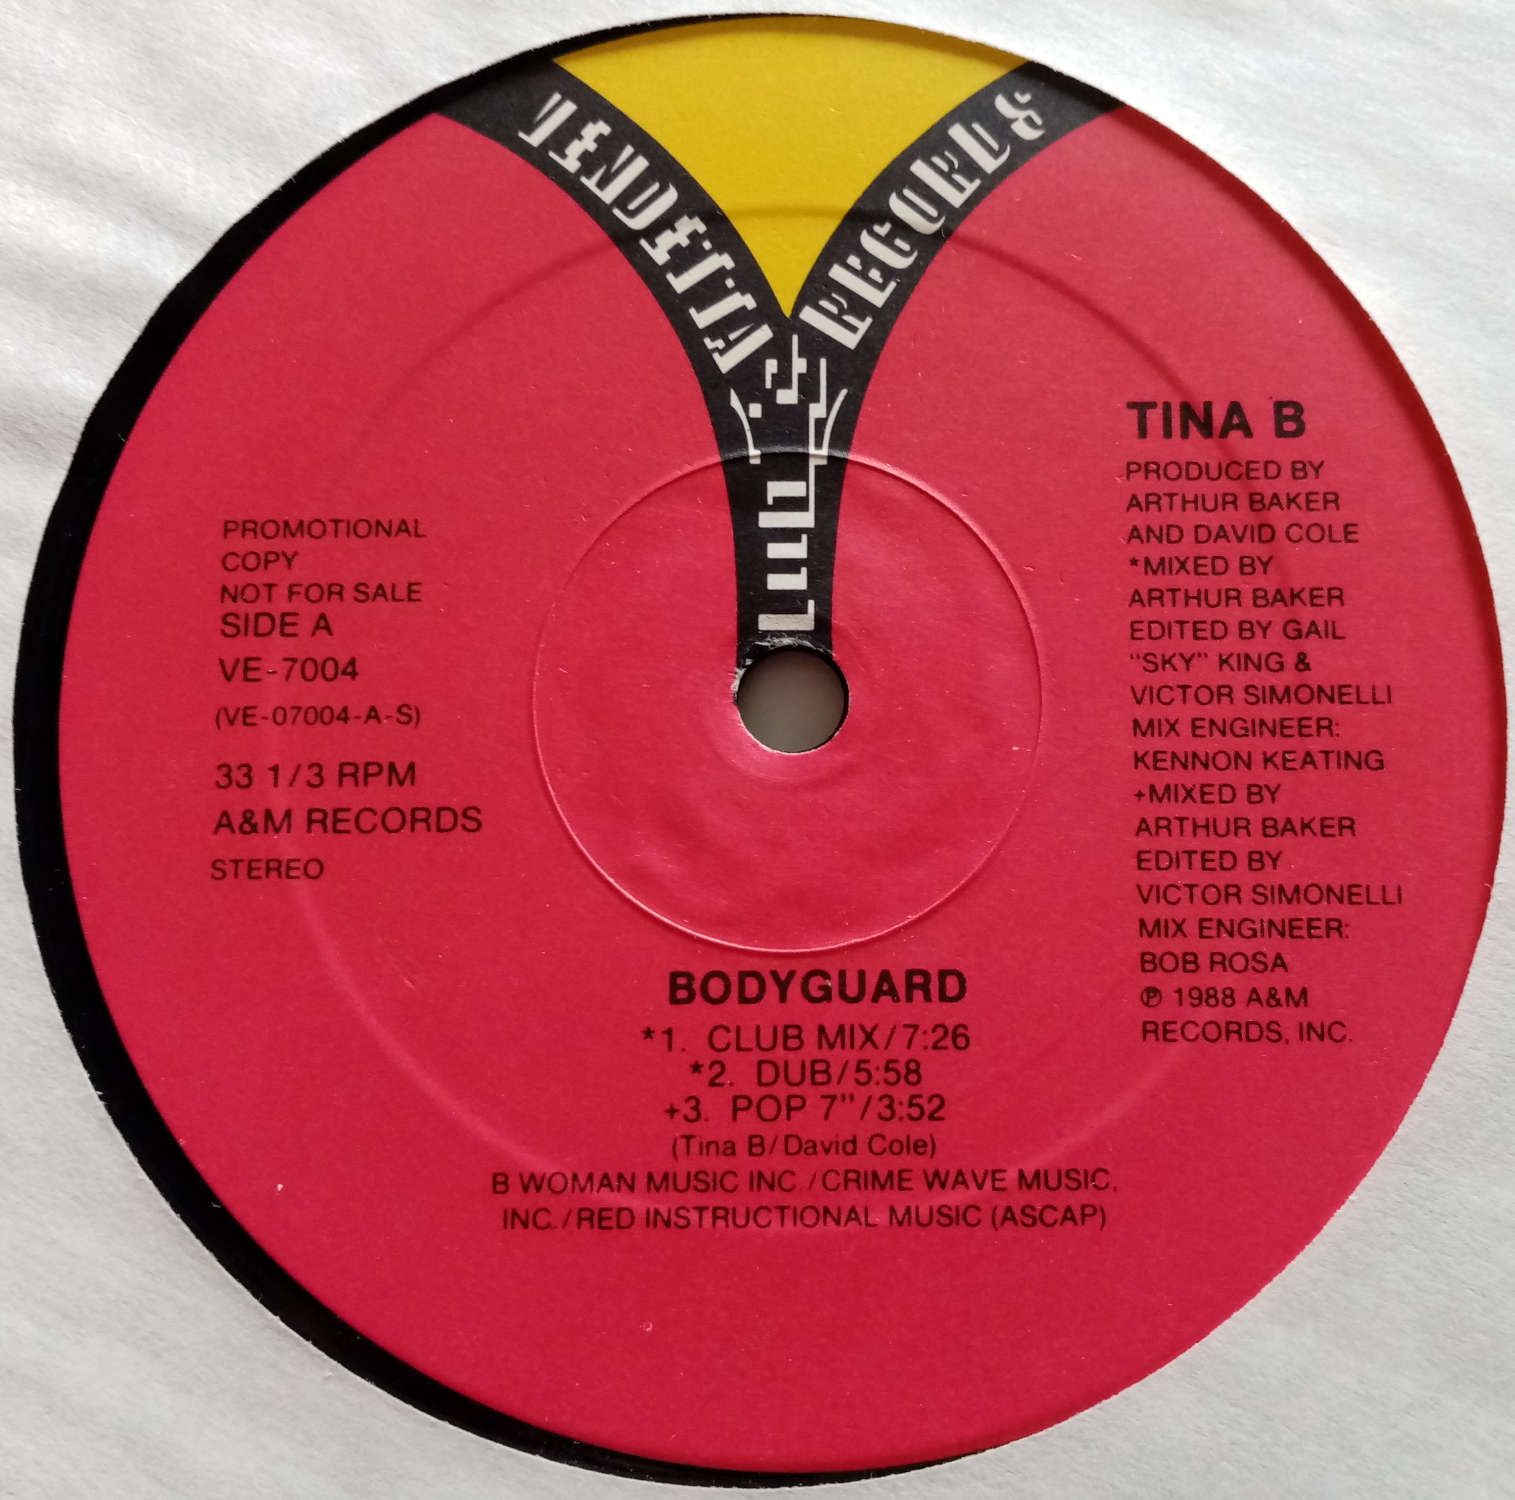 VENDETTA RECORDS
TINA B
PRODUCED BY
ARTHUR BAKER
AND DAVID COLE
*MIXED BY
ARTHUR BAKER
EDITED BY GAIL
"SKY" KING &
VICTOR SIMONELLI
MIX ENGINEER:
KENNON KEATING
+MIXED BY
ARTHUR BAKER
EDITED BY
VICTOR SIMONELLI
MIX ENGINEER:
BOB ROSA
℗ 1988 A&M
RECORDS, INC.
PROMOTIONAL
COPY
NOT FOR SALE
SIDE A
VE-7004
(VE-07004-A-S)
33 1/3 RPM
A&M RECORDS
STEREO
BODYGUARD
*1. CLUB MIX/7:26
*2. DUB/5:58
+3. POP 7"/3:52
(Tina B/David Cole)
B WOMAN MUSIC INC./CRIME WAVE MUSIC,
INC./RED INSTRUCTIONAL MUSIC (ASCAP)